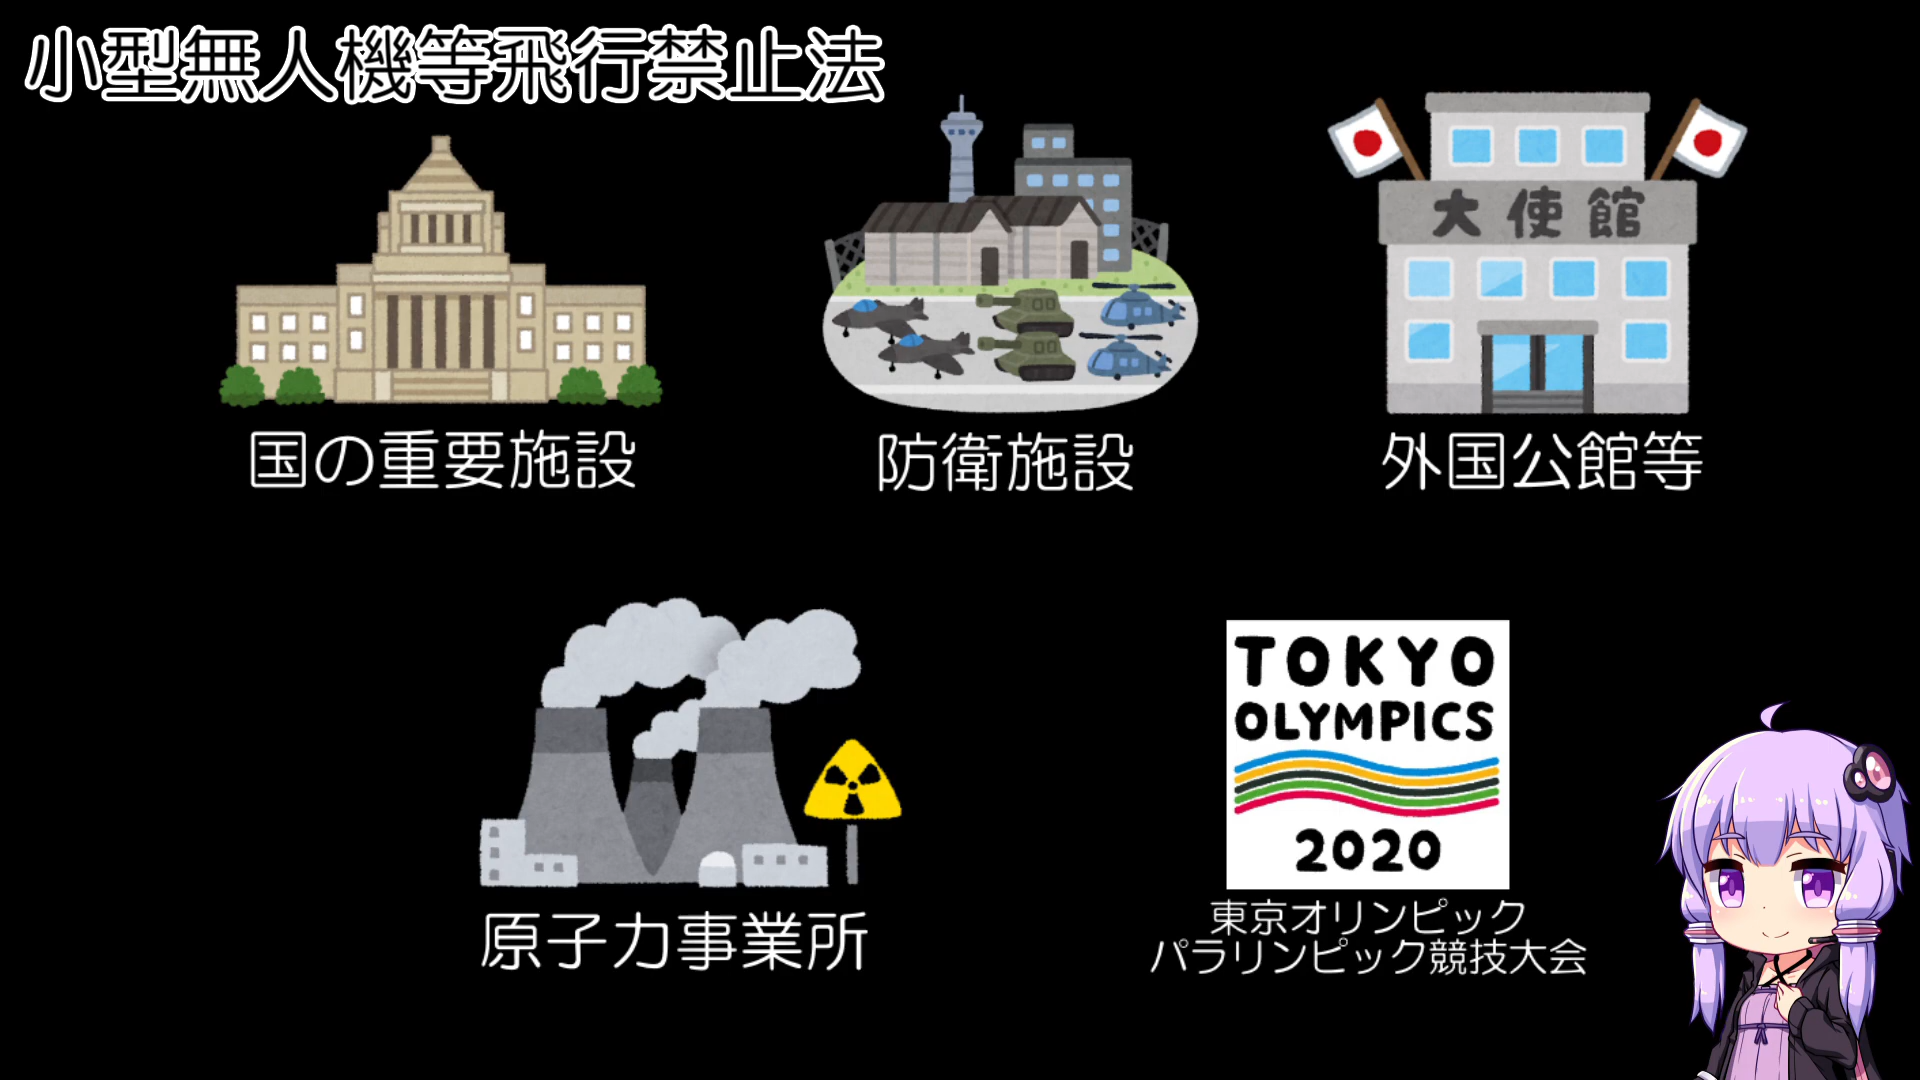 小型無人機等飛行禁止法
大使館
国の重要施設
防衛施設
外国公館等
TOKYO
OLYMPICS
2020
原子力事業所
東京オリンピック
パラリンピック競技大会